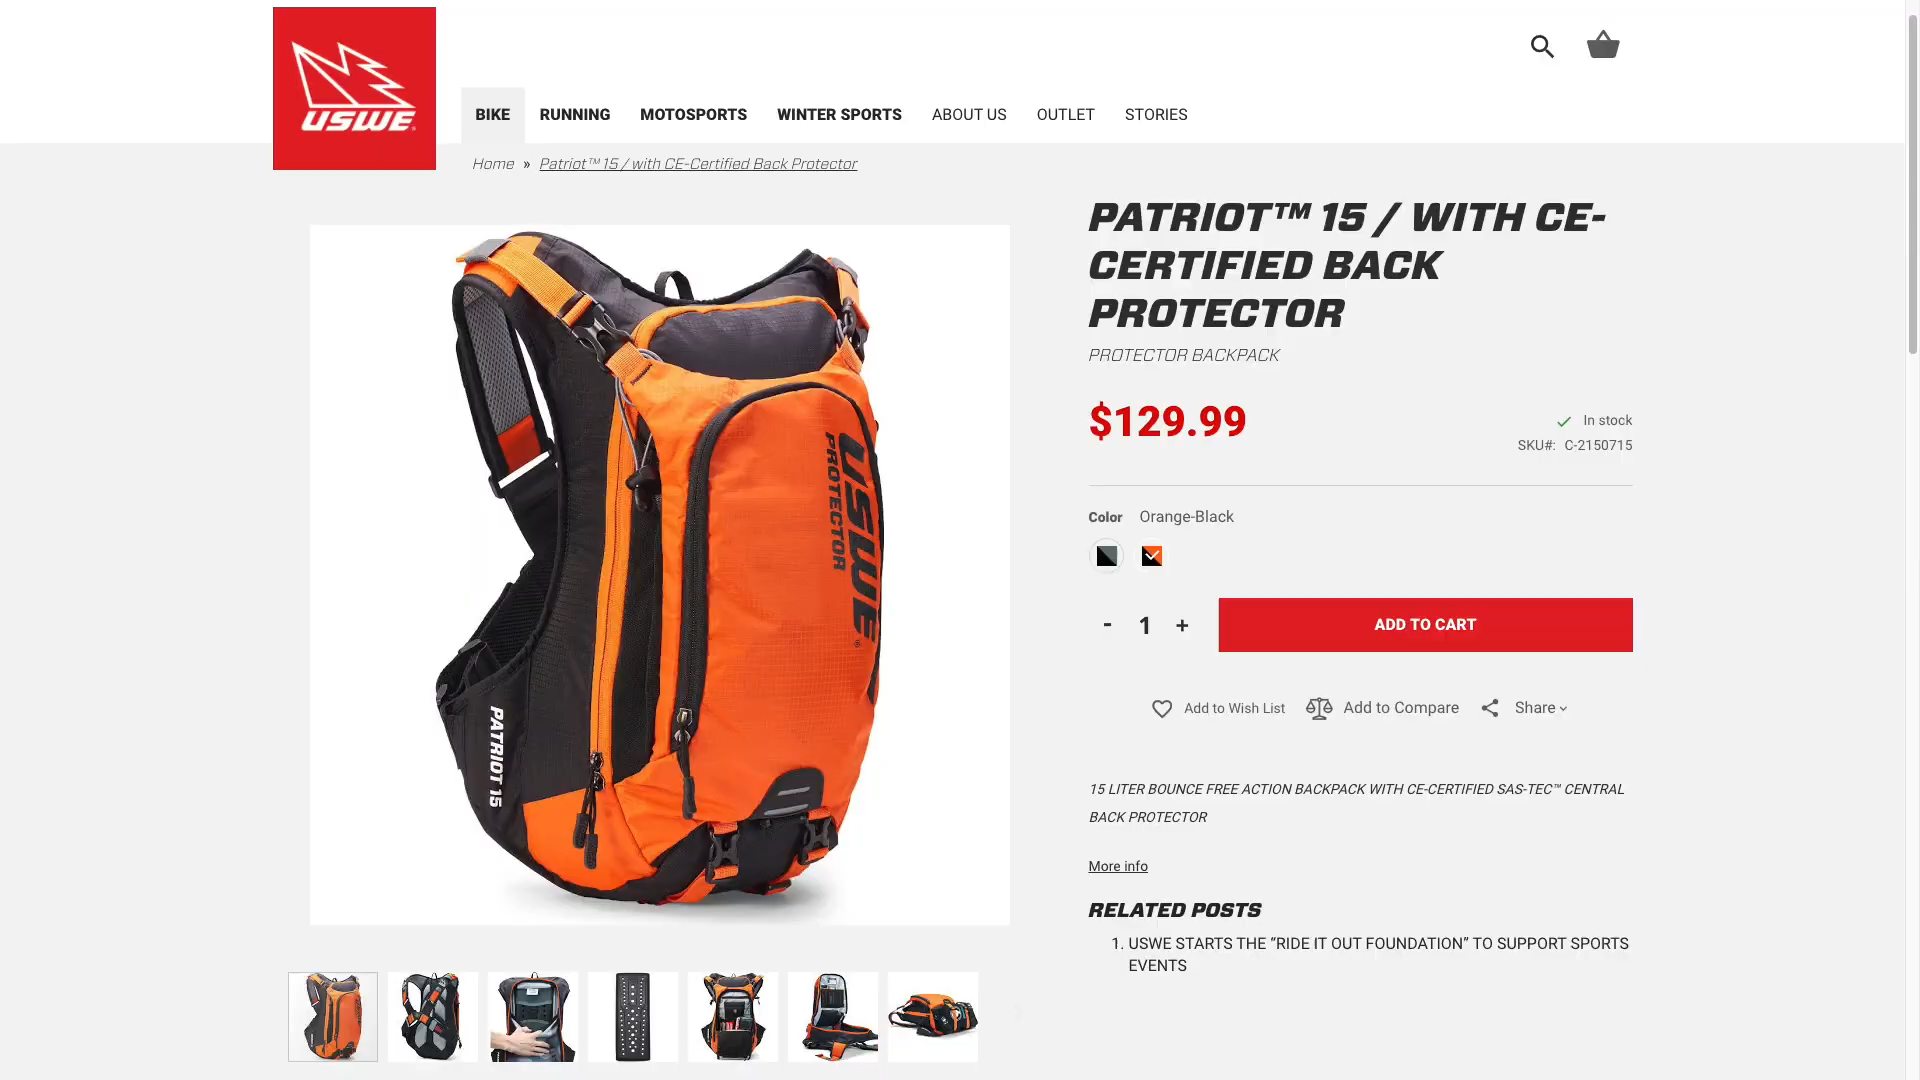 USWE
BIKE
RUNNING
MOTOSPORTS
WINTER SPORTS
ABOUT US
OUTLET
STORIES
Home » Patriot™ 15 / with CE-Certified Back Protector
PATRIOT™ 15 / WITH CE-
CERTIFIED BACK
PROTECTOR
PROTECTOR BACKPACK
$129.99
In stock
SKU#: C-2150715
Color Orange-Black
- 1 +
ADD TO CART
Add to Wish List
Add to Compare
Share
15 LITER BOUNCE FREE ACTION BACKPACK WITH CE-CERTIFIED SAS-TEC™ CENTRAL
BACK PROTECTOR
More info
RELATED POSTS
1. USWE STARTS THE “RIDE IT OUT FOUNDATION” TO SUPPORT SPORTS
EVENTS
USWE®
PROTECTOR
PATRIOT 15